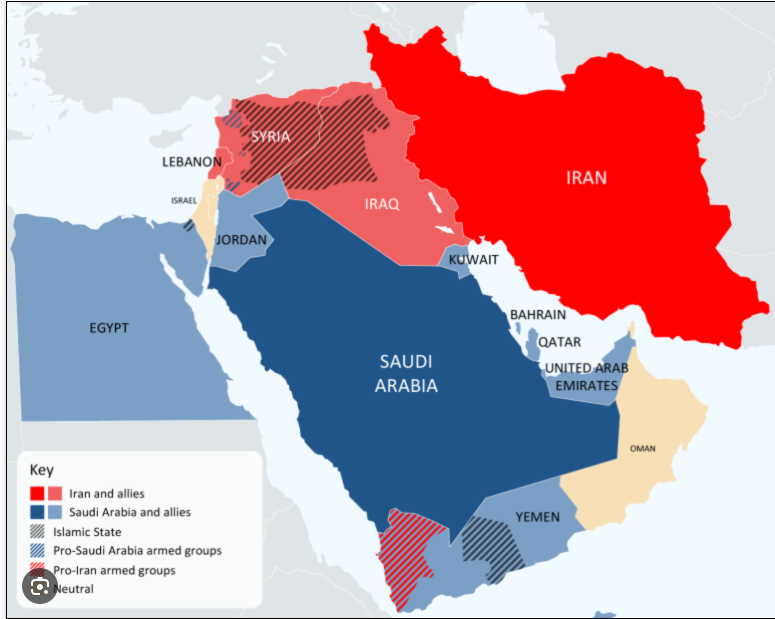 SYRIA
LEBANON
IRAN
ISRAEL
IRAQ
JORDAN
KUWAIT
BAHRAIN
EGYPT
QATAR
SAUDI
ARABIA
UNITED ARAB
EMIRATES
OMAN
YEMEN
Key
Iran and allies
Saudi Arabia and allies
Islamic State
Pro-Saudi Arabia armed groups
Pro-Iran armed groups
Neutral